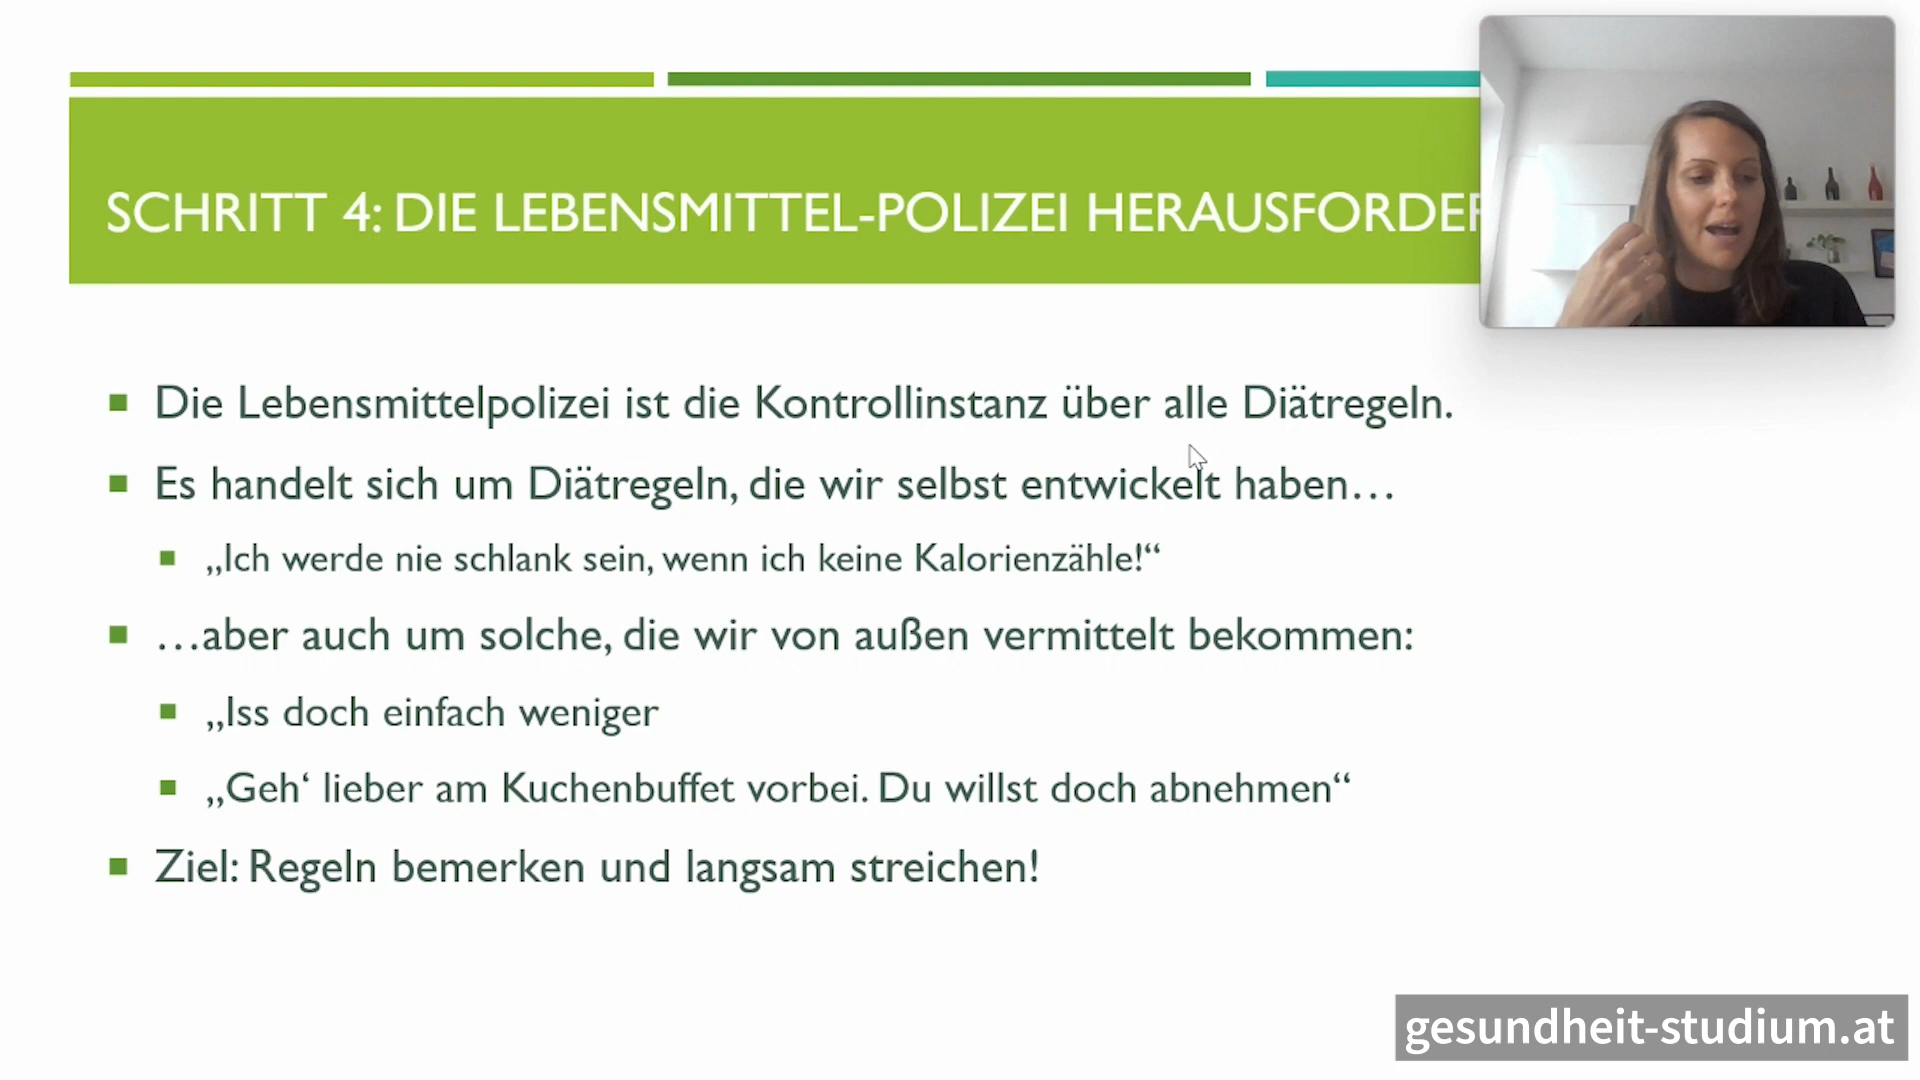 SCHRITT 4: DIE LEBENSMITTEL-POLIZEI HERAUSFORDER
Die Lebensmittelpolizei ist die Kontrollinstanz über alle Diätregeln.
Es handelt sich um Diätregeln, die wir selbst entwickelt haben…
„Ich werde nie schlank sein, wenn ich keine Kalorienzähle!“
…aber auch um solche, die wir von außen vermittelt bekommen:
„Iss doch einfach weniger
„Geh‘ lieber am Kuchenbuffet vorbei. Du willst doch abnehmen“
Ziel: Regeln bemerken und langsam streichen!
gesundheit-studium.at